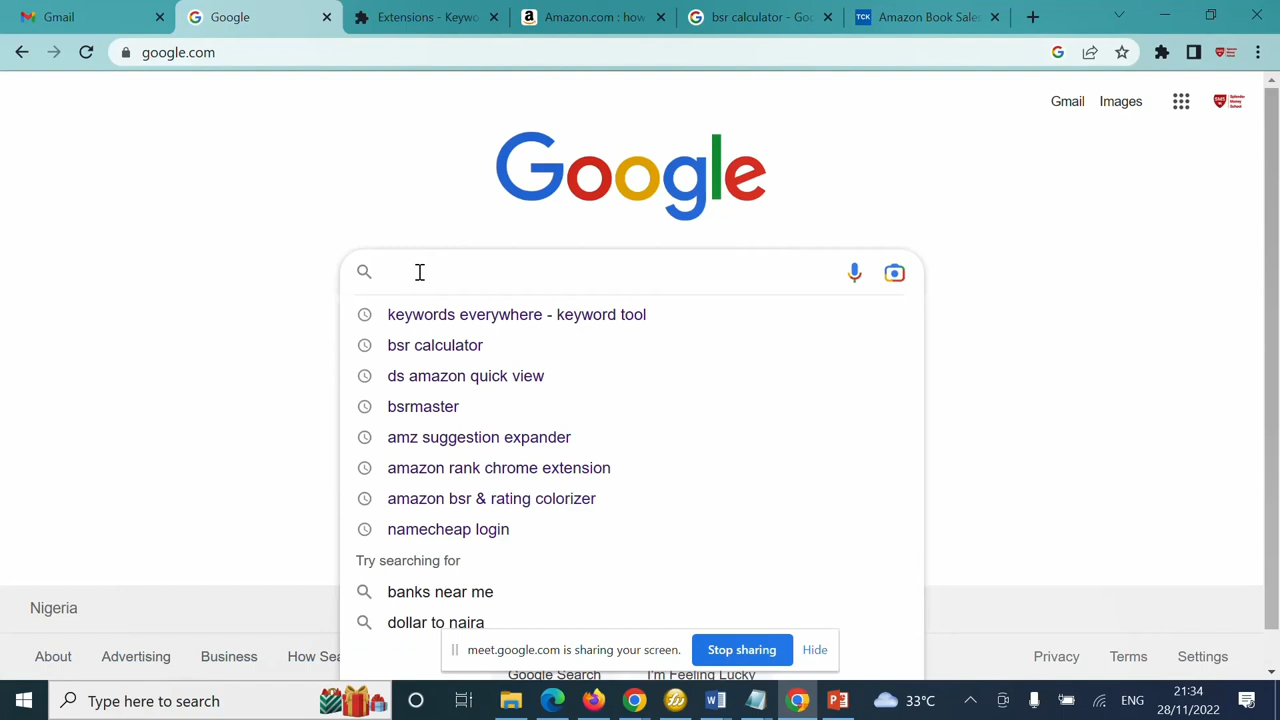 Gmail
Google
Extensions - Keywo
Amazon.com : how
bsr calculator - Goo
TCK
Amazon Book Sale
google.com
Gmail
Images
Google
keywords everywhere - keyword tool
bsr calculator
ds amazon quick view
bsrmaster
amz suggestion expander
amazon rank chrome extension
amazon bsr & rating colorizer
namecheap login
Try searching for
banks near me
dollar to naira
Nigeria
meet.google.com is sharing your screen.
Stop sharing
Hide
About
Advertising
Business
How Sea
Privacy
Terms
Settings
Google Search
I'm Feeling Lucky
Type here to search
33°C
ENG
21:34
28/11/2022